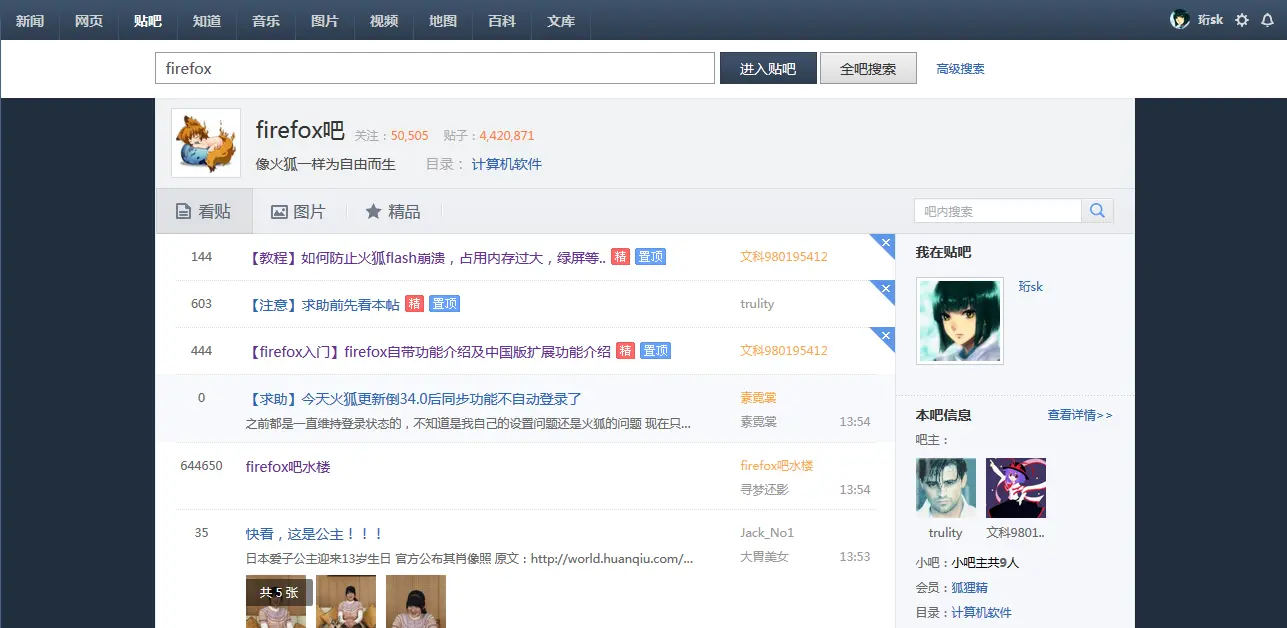 新闻 网页 贴吧 知道 音乐 图片 视频 地图 百科 文库 珩sk
firefox 进入贴吧 全吧搜索 高级搜索
firefox吧 关注：50,505 贴子：4,420,871
像火狐一样为自由而生 目录： 计算机软件
看贴 图片 精品 吧内搜索
144 【教程】如何防止火狐flash崩溃，占用内存过大，绿屏等.. 精 置顶 文科980195412
603 【注意】求助前先看本帖 精 置顶 trulity
444 【firefox入门】firefox自带功能介绍及中国版扩展功能介绍 精 置顶 文科980195412
0 【求助】今天火狐更新倒34.0后同步功能不自动登录了 素霓裳
之前都是一直维持登录状态的，不知道是我自己的设置问题还是火狐的问题 现在只... 素霓裳 13:54
644650 firefox吧水楼 firefox吧水楼
寻梦还影 13:54
35 快看，这是公主！！！ Jack_No1
日本爱子公主迎来13岁生日 官方公布其肖像照 原文：http://world.huanqiu.com/... 大胃美女 13:53
共 5 张
我在贴吧
珩sk
本吧信息 查看详情>>
吧主：
trulity 文科9801..
小吧：小吧主共9人
会员：狐狸精
目录：计算机软件